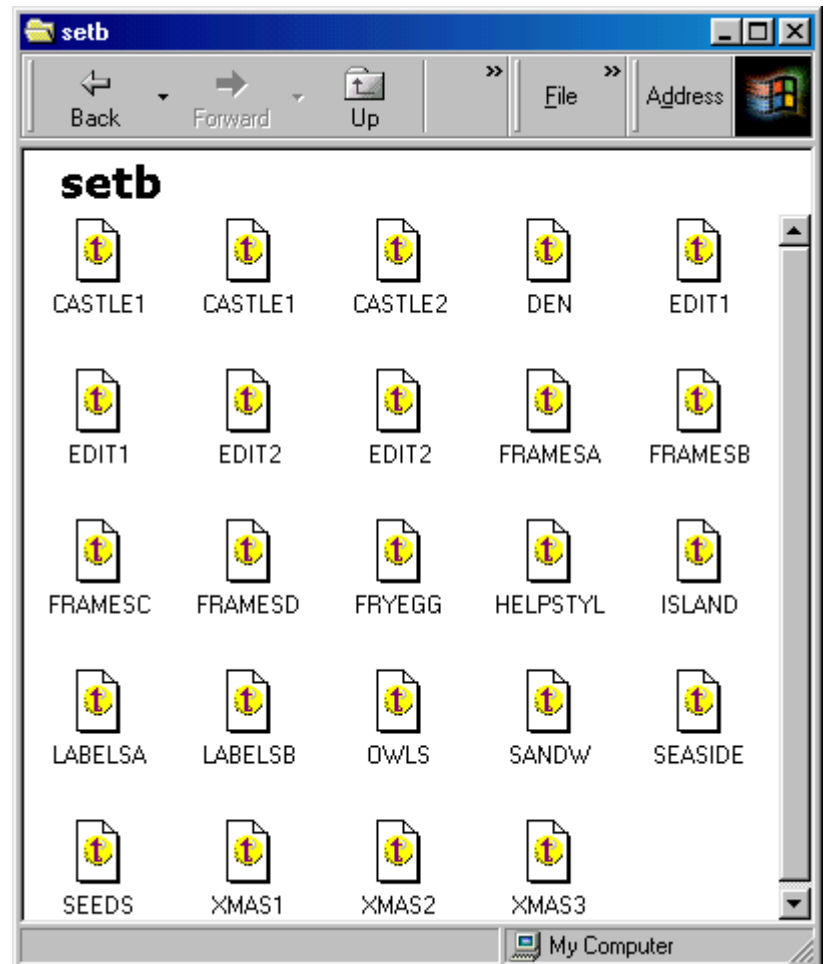 setb
Back Forward Up » File » Address
setb
CASTLE1 CASTLE1 CASTLE2 DEN EDIT1
EDIT1 EDIT2 EDIT2 FRAMESA FRAMESB
FRAMESC FRAMESD FRYEGG HELPSTYL ISLAND
LABELSA LABELSB OWLS SANDW SEASIDE
SEEDS XMAS1 XMAS2 XMAS3
My Computer